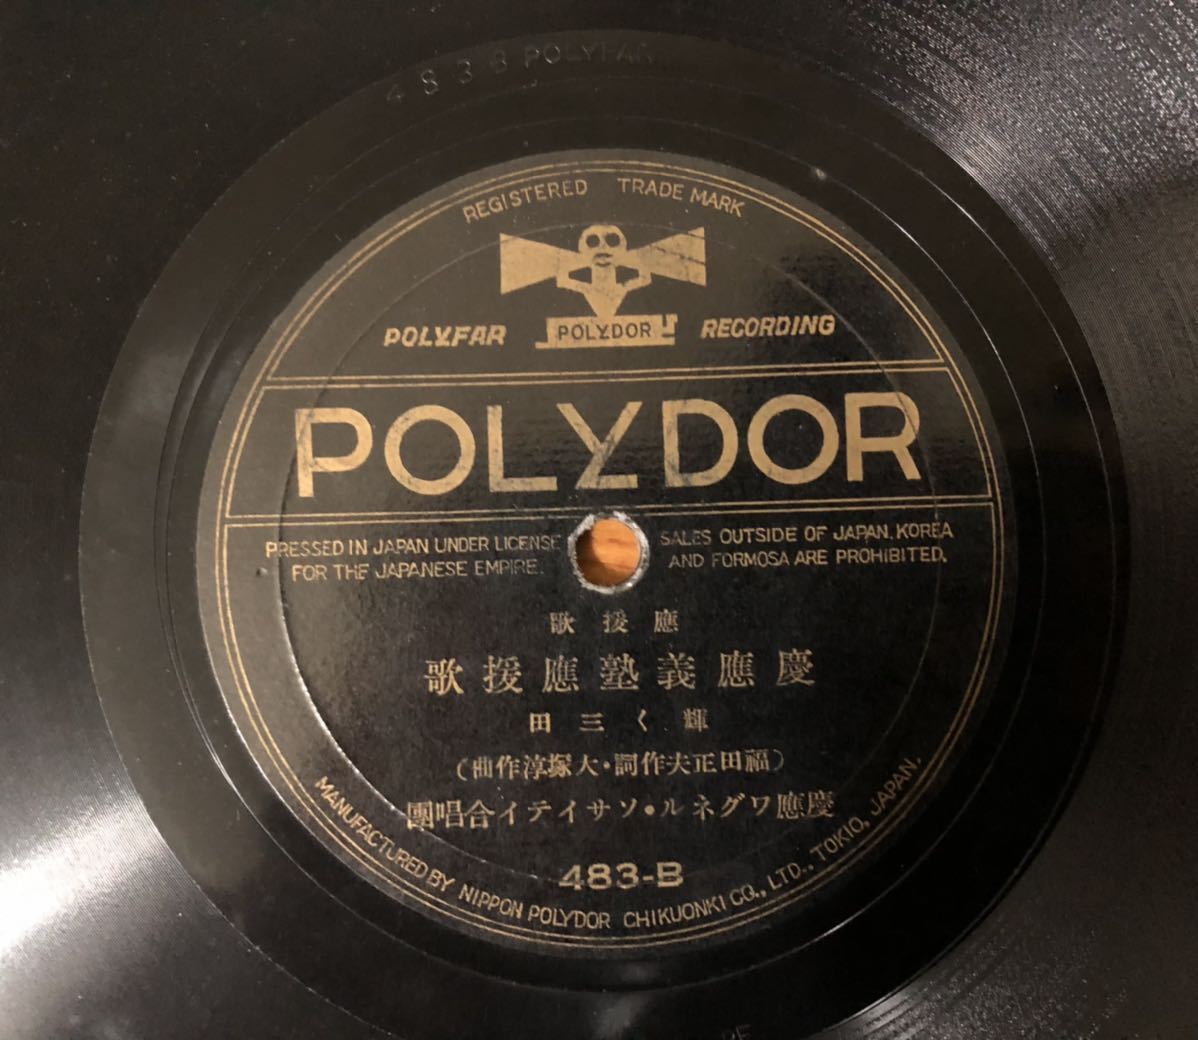 483 B POLYFAR
REGISTERED TRADE MARK
POLYFAR POLYDOR RECORDING
POLYDOR
PRESSED IN JAPAN UNDER LICENSE
FOR THE JAPANESE EMPIRE.
SALES OUTSIDE OF JAPAN, KOREA
AND FORMOSA ARE PROHIBITED.
應援歌
慶應義塾應援歌
輝く三田
(福田正夫作詞・大塚淳作曲)
慶應ワグネル・ソサイテイ合唱團
483-B
MANUFACTURED BY NIPPON POLYDOR CHIKUONKI CO., LTD., TOKIO, JAPAN.